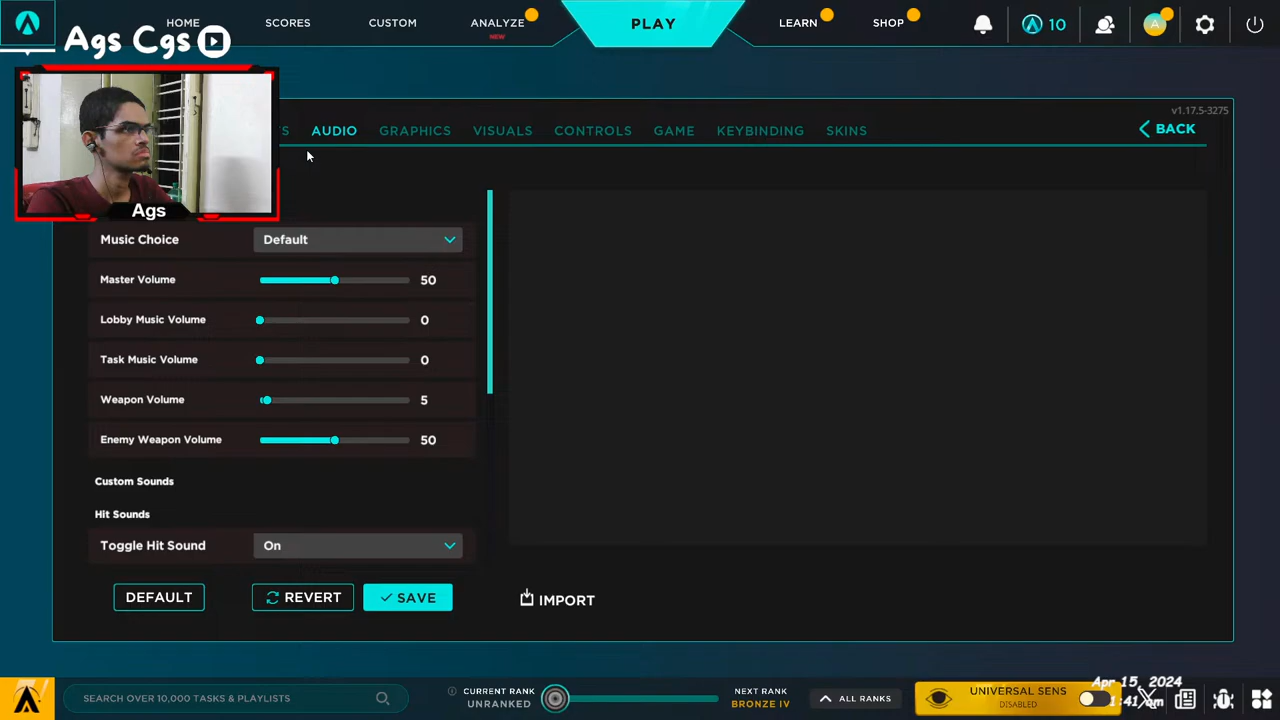 HOME
SCORES
CUSTOM
ANALYZE
NEW
PLAY
LEARN
SHOP
10
A
Ags Cgs
v1.17.5-3275
S
AUDIO
GRAPHICS
VISUALS
CONTROLS
GAME
KEYBINDING
SKINS
BACK
Ags
Music Choice
Default
Master Volume
50
Lobby Music Volume
0
Task Music Volume
0
Weapon Volume
5
Enemy Weapon Volume
50
Custom Sounds
Hit Sounds
Toggle Hit Sound
On
DEFAULT
REVERT
SAVE
IMPORT
SEARCH OVER 10,000 TASKS & PLAYLISTS
CURRENT RANK
UNRANKED
NEXT RANK
BRONZE IV
ALL RANKS
UNIVERSAL SENS
DISABLED
Apr 15, 2024
1:41 am